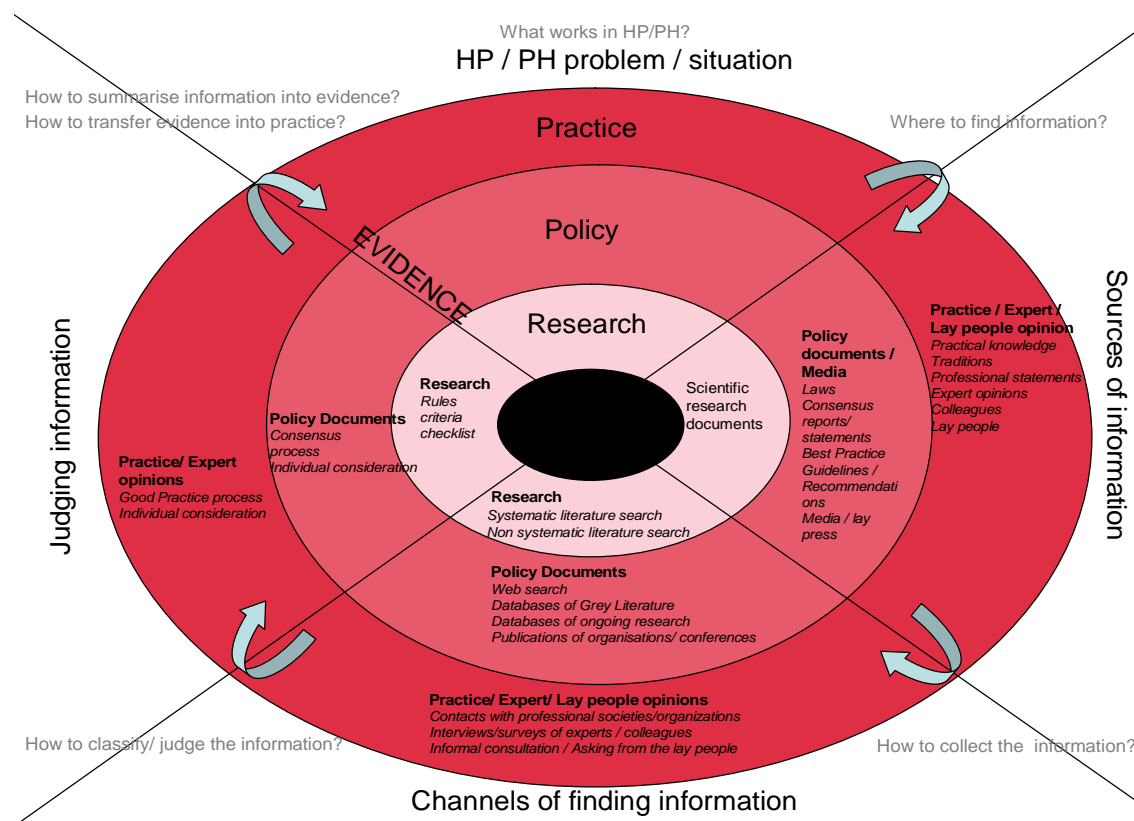 What works in HP/PH?
HP / PH problem / situation
How to summarise information into evidence?
How to transfer evidence into practice?
Where to find information?
Practice
Policy
EVIDENCE
Research
Sources of information
Practice / Expert /
Lay people opinion
Practical knowledge
Traditions
Professional statements
Expert opinions
Colleagues
Lay people
Policy
documents /
Media
Laws
Consensus
reports/
statements
Best Practice
Guidelines /
Recommendati
ons
Media / lay
press
Scientific
research
documents
Research
Rules
criteria
checklist
Policy Documents
Consensus
process
Individual consideration
Practice/ Expert
opinions
Good Practice process
Individual consideration
Judging information
Research
Systematic literature search
Non systematic literature search
Policy Documents
Web search
Databases of Grey Literature
Databases of ongoing research
Publications of organisations/ conferences
Practice/ Expert/ Lay people opinions
Contacts with professional societies/organizations
Interviews/surveys of experts / colleagues
Informal consultation / Asking from the lay people
How to classify/ judge the information?
How to collect the information?
Channels of finding information